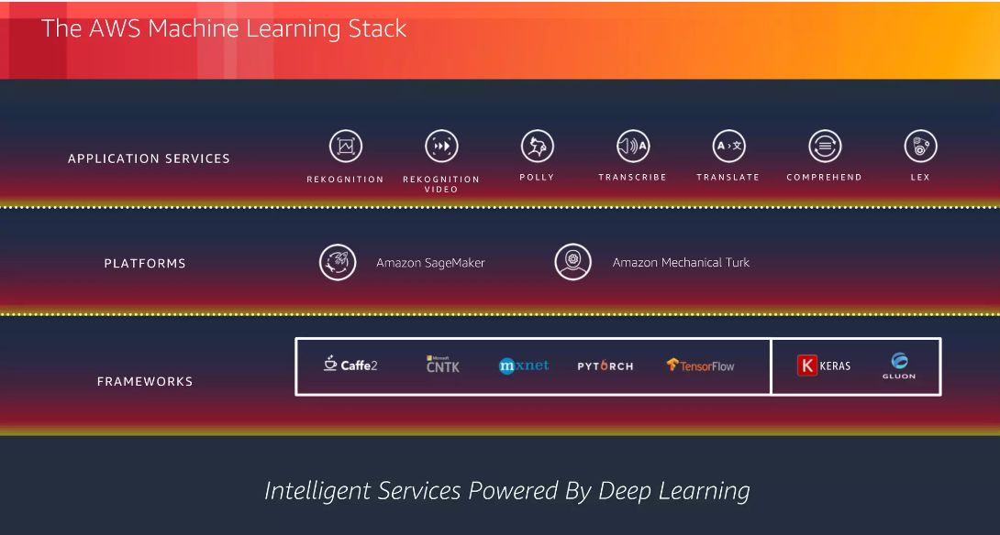 The AWS Machine Learning Stack
APPLICATION SERVICES
A
A›文
REKOGNITION
REKOGNITION
VIDEO
POLLY
TRANSCRIBE
TRANSLATE
COMPREHEND
LEX
PLATFORMS
Amazon SageMaker
Amazon Mechanical Turk
FRAMEWORKS
Caffe2
Microsoft
CNTK
mxnet
PYTORCH
TensorFlow
K KERAS
GLUON
Intelligent Services Powered By Deep Learning